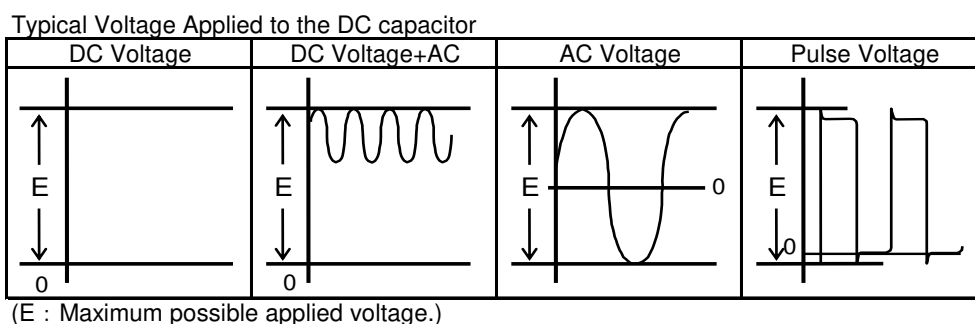 Typical Voltage Applied to the DC capacitor
DC Voltage
DC Voltage+AC
AC Voltage
Pulse Voltage
E
0
E
0
E
0
E
0
(E：Maximum possible applied voltage.)